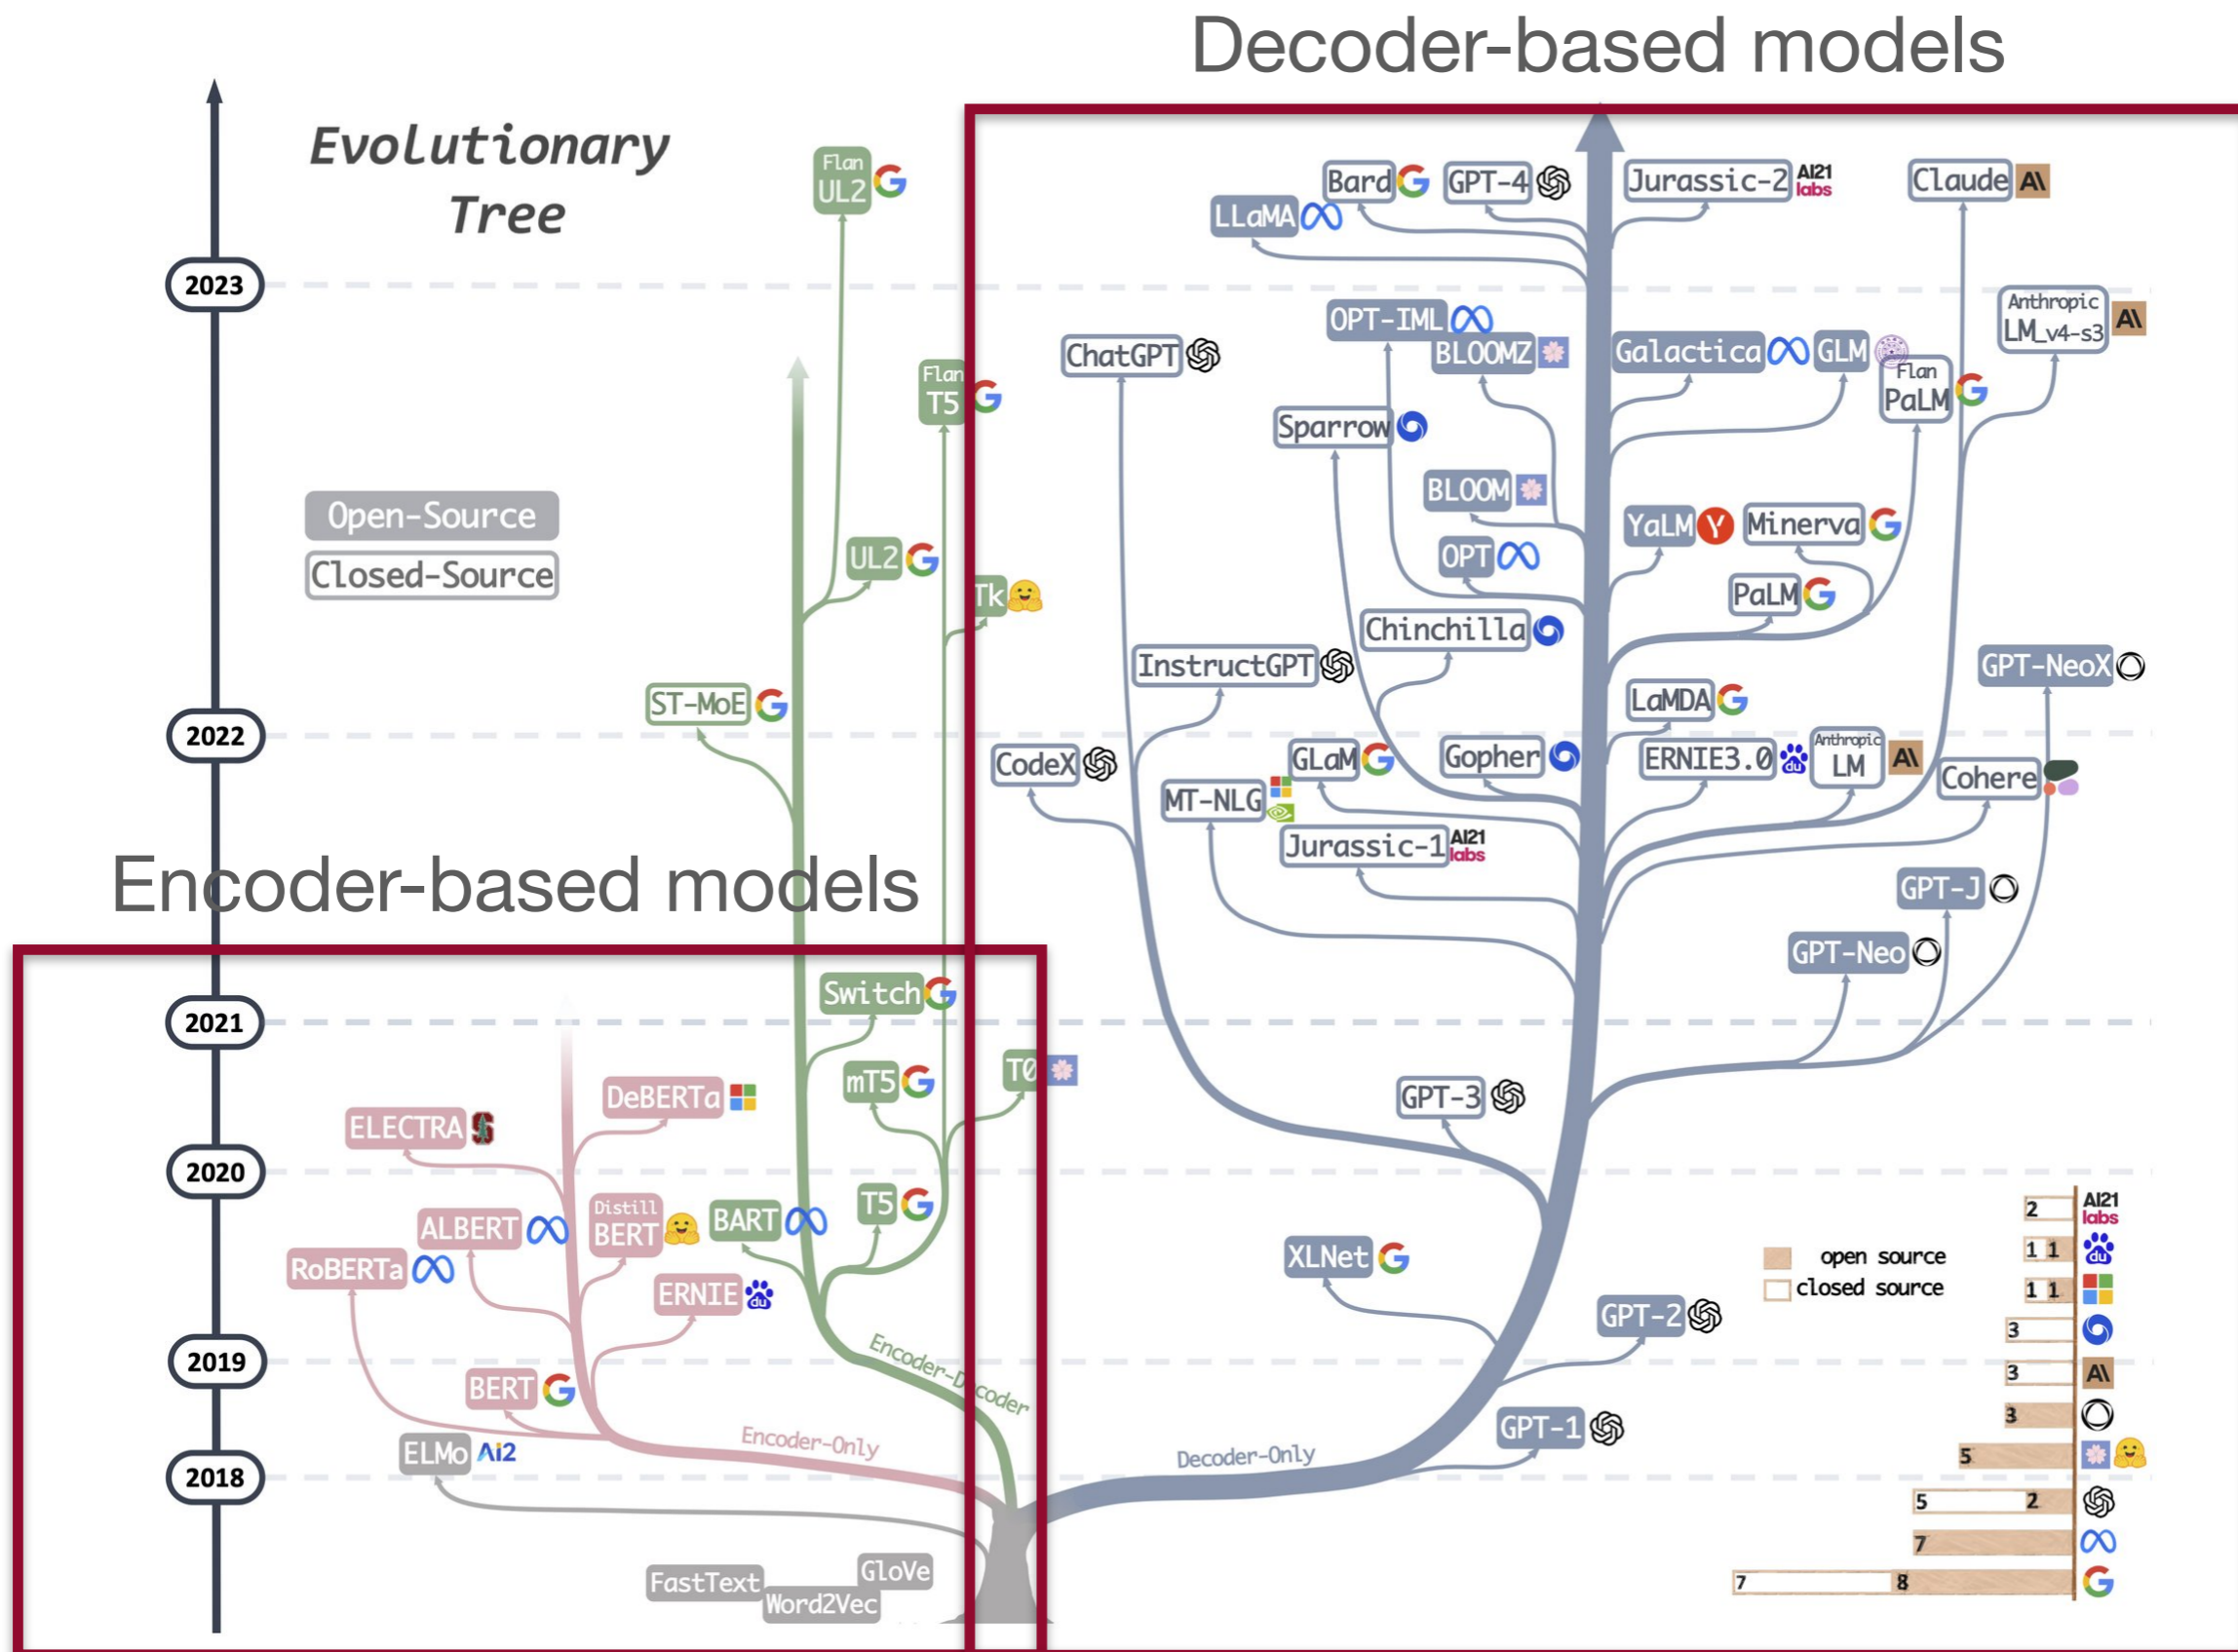 Decoder-based models
Evolutionary
Tree
Flan
UL2
Bard
GPT-4
Jurassic-2
AI21
labs
Claude
A\
LLaMA
2023
OPT-IML
Anthropic
LM_v4-s3
A\
ChatGPT
BLOOMZ
Galactica
GLM
Flan
T5
Flan
PaLM
Sparrow
Open-Source
BLOOM
YaLM
Minerva
UL2
OPT
Closed-Source
Tk
PaLM
Chinchilla
InstructGPT
GPT-NeoX
ST-MoE
LaMDA
2022
CodeX
GLaM
Gopher
ERNIE3.0
du
Anthropic
LM
A\
Cohere
MT-NLG
Jurassic-1
AI21
labs
Encoder-based models
GPT-J
GPT-Neo
Switch
2021
mT5
T0
DeBERTa
GPT-3
ELECTRA
2020
ALBERT
Distill
BERT
BART
T5
2
AI21
labs
RoBERTa
XLNet
open source
1 1
du
ERNIE
du
closed source
1 1
GPT-2
3
2019
Encoder-Decoder
3
A\
BERT
GPT-1
3
ELMo
Ai2
Encoder-Only
Decoder-Only
5
2018
5 2
7
FastText
GloVe
Word2Vec
7 8